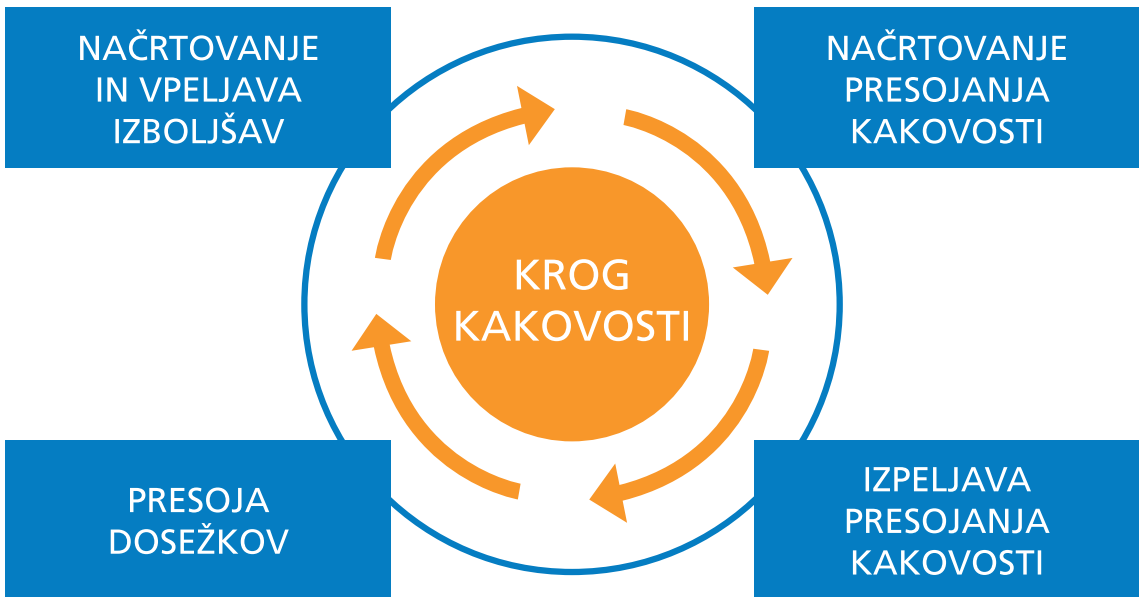 NAČRTOVANJE
IN VPELJAVA
IZBOLJŠAV
NAČRTOVANJE
PRESOJANJA
KAKOVOSTI
KROG
KAKOVOSTI
PRESOJA
DOSEŽKOV
IZPELJAVA
PRESOJANJA
KAKOVOSTI